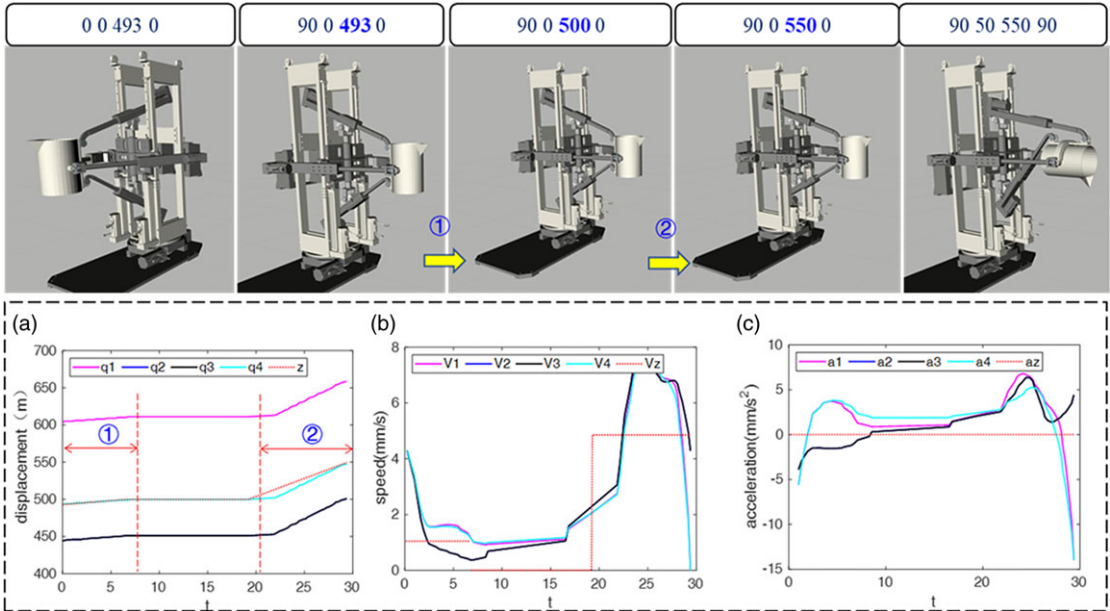 0 0 493 0
90 0 493 0
90 0 500 0
90 0 550 0
90 50 550 90
①
②
(a)
700
650
600
550
500
450
400
displacement（m）
q1 q2 q3 q4 z
①
②
0 5 10 15 20 25 30
t
(b)
8
6
4
2
0
speed(mm/s)
V1 V2 V3 V4 Vz
0 5 10 15 20 25 30
t
(c)
10
5
0
-5
-10
-15
acceleration(mm/s²)
a1 a2 a3 a4 az
0 10 20 30
t